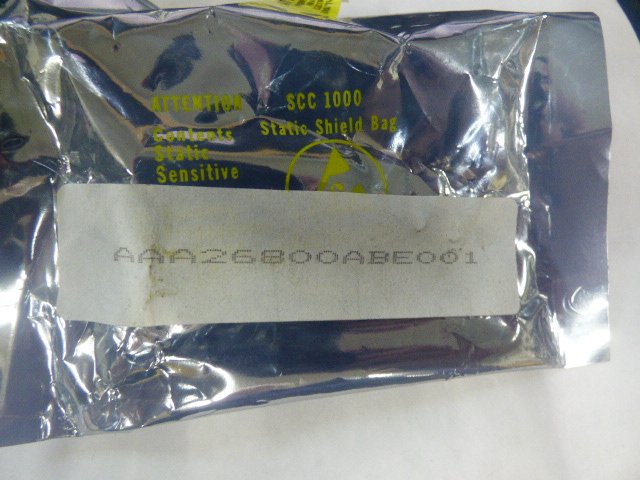 ATTENTION
Contents
Static
Sensitive
SCC 1000
Static Shield Bag
AAA26800ABE001